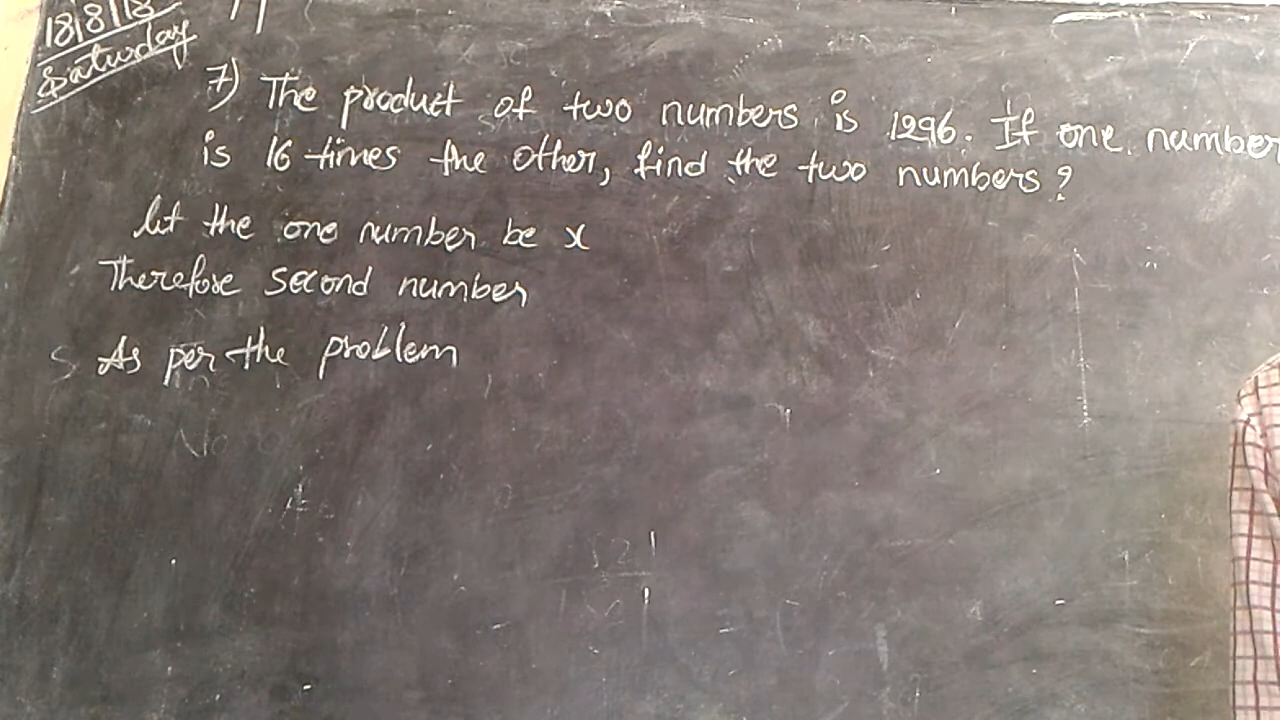 18|8|18
Saturday
7) The product of two numbers is 1296. If one number
is 16 times the other, find the two numbers?
let the one number be x
Therefore second number
As per the problem